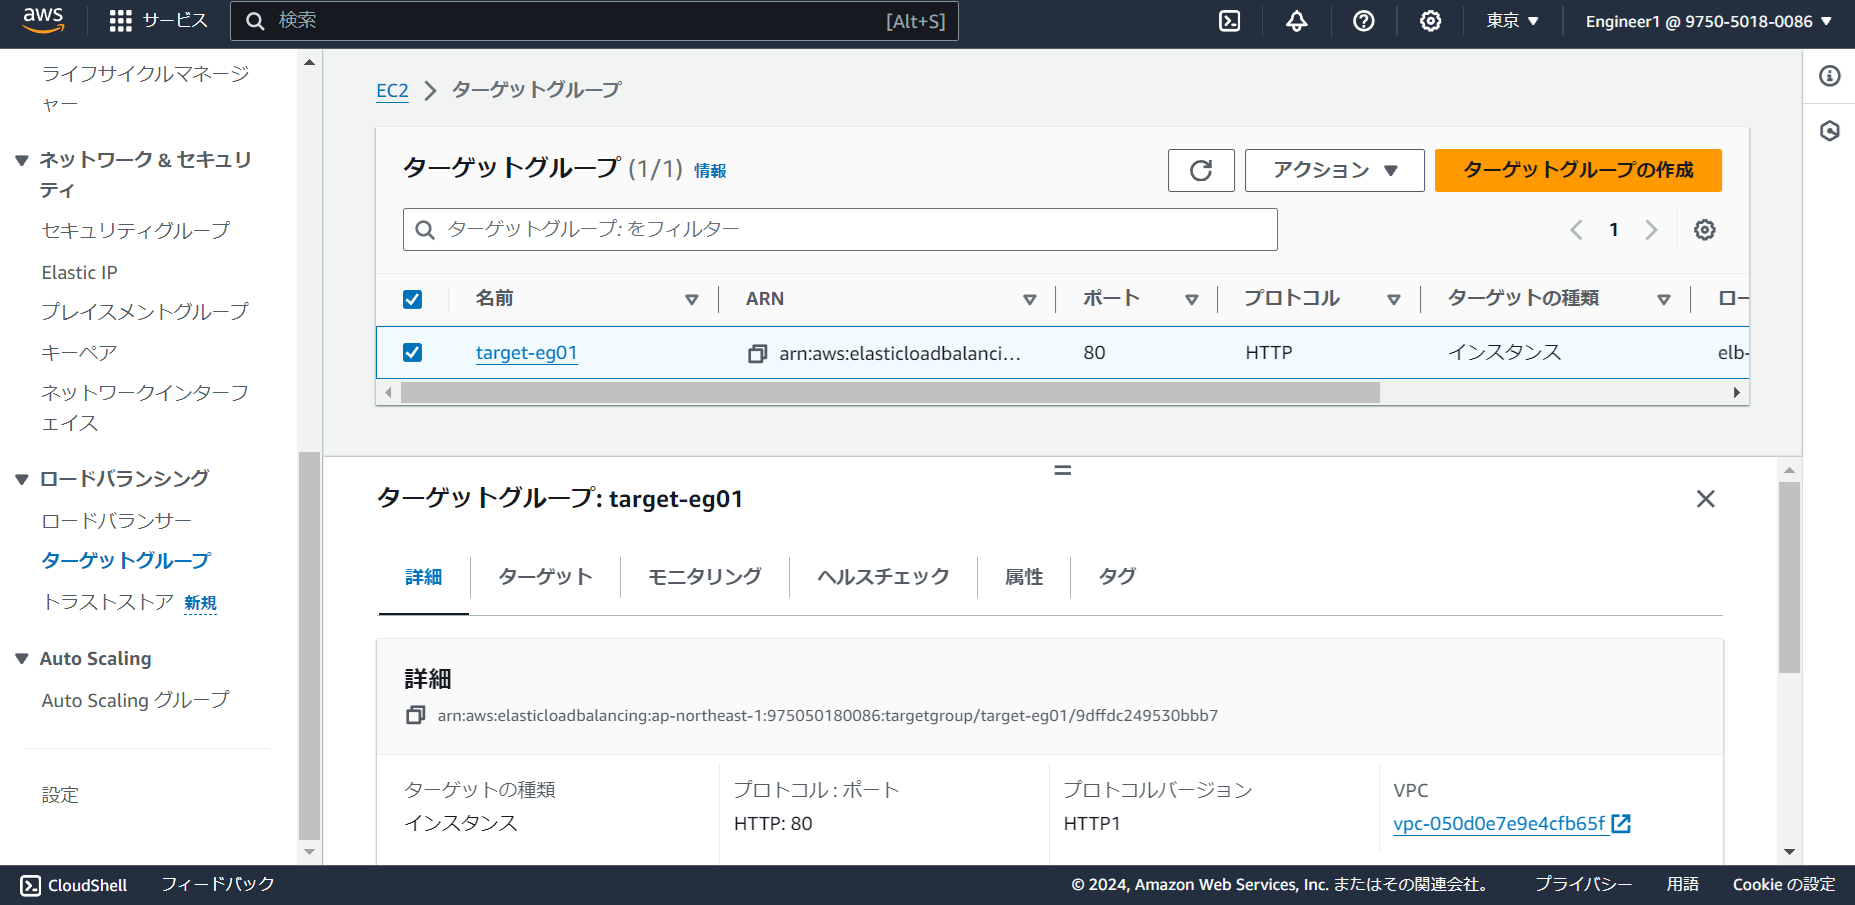 aws
サービス
検索
[Alt+S]
東京 ▼
Engineer1 @ 9750-5018-0086 ▼
ライフサイクルマネージ
ャー
▼ ネットワーク & セキュリ
ティ
セキュリティグループ
Elastic IP
プレイスメントグループ
キーペア
ネットワークインターフ
ェイス
▼ ロードバランシング
ロードバランサー
ターゲットグループ
トラストストア 新規
▼ Auto Scaling
Auto Scaling グループ
設定
EC2 > ターゲットグループ
ターゲットグループ (1/1) 情報
アクション ▼
ターゲットグループの作成
ターゲットグループ: をフィルター
1
名前 ARN ポート プロトコル ターゲットの種類 ロー
target-eg01 arn:aws:elasticloadbalanci... 80 HTTP インスタンス elb-
ターゲットグループ: target-eg01
詳細 ターゲット モニタリング ヘルスチェック 属性 タグ
詳細
arn:aws:elasticloadbalancing:ap-northeast-1:975050180086:targetgroup/target-eg01/9dffdc249530bbb7
ターゲットの種類
インスタンス
プロトコル : ポート
HTTP: 80
プロトコルバージョン
HTTP1
VPC
vpc-050d0e7e9e4cfb65f
CloudShell
フィードバック
© 2024, Amazon Web Services, Inc. またはその関連会社。
プライバシー
用語
Cookie の設定